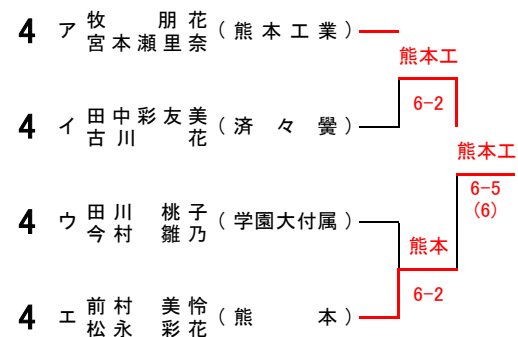 4 ア 牧 朋花 (熊本工業)
宮本瀬里奈
熊本工
6-2
4 イ 田中彩友美 (済々黌)
古川 花
熊本工
6-5
(6)
4 ウ 田川 桃子 (学園大付属)
今村 雛乃
熊本
6-2
4 エ 前村 美怜 (熊本)
松永 彩花